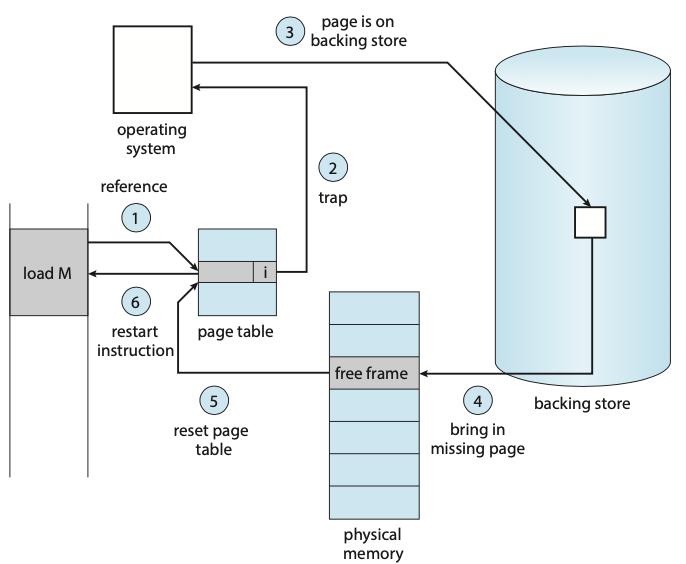 3
page is on
backing store
operating
system
2
trap
reference
1
load M
i
6
restart
instruction
page table
free frame
5
reset page
table
4
bring in
missing page
backing store
physical
memory